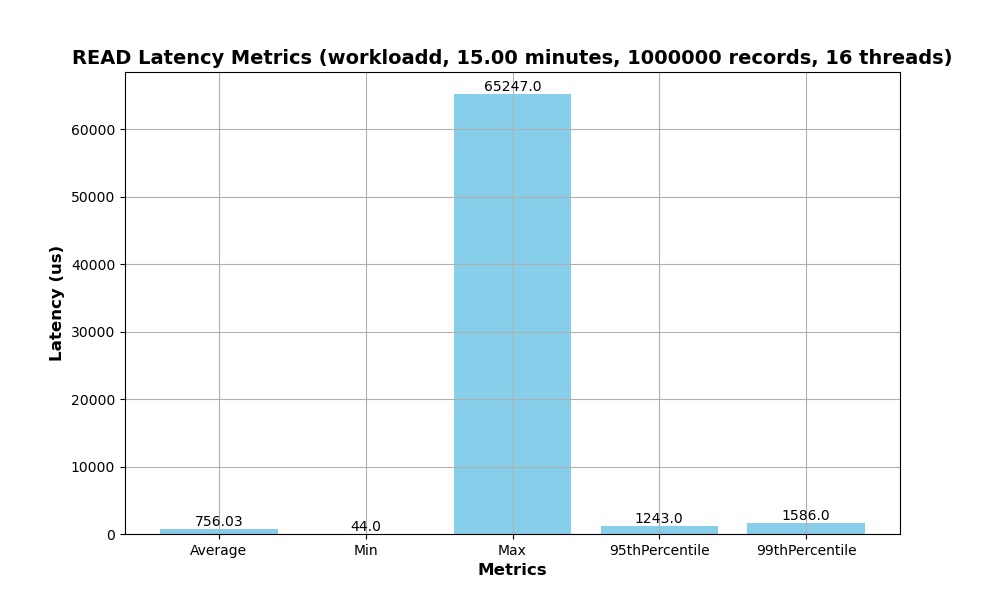 READ Latency Metrics (workloadd, 15.00 minutes, 1000000 records, 16 threads)
65247.0
60000
50000
40000
Latency (us)
30000
20000
10000
756.03
44.0
1243.0
1586.0
0
Average
Min
Max
95thPercentile
99thPercentile
Metrics